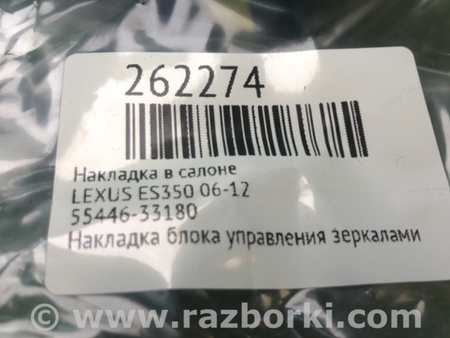 262274
Накладка в салоне
LEXUS ES350 06-12
55446-33180
Накладка блока управления зеркалами
www.razborki.com